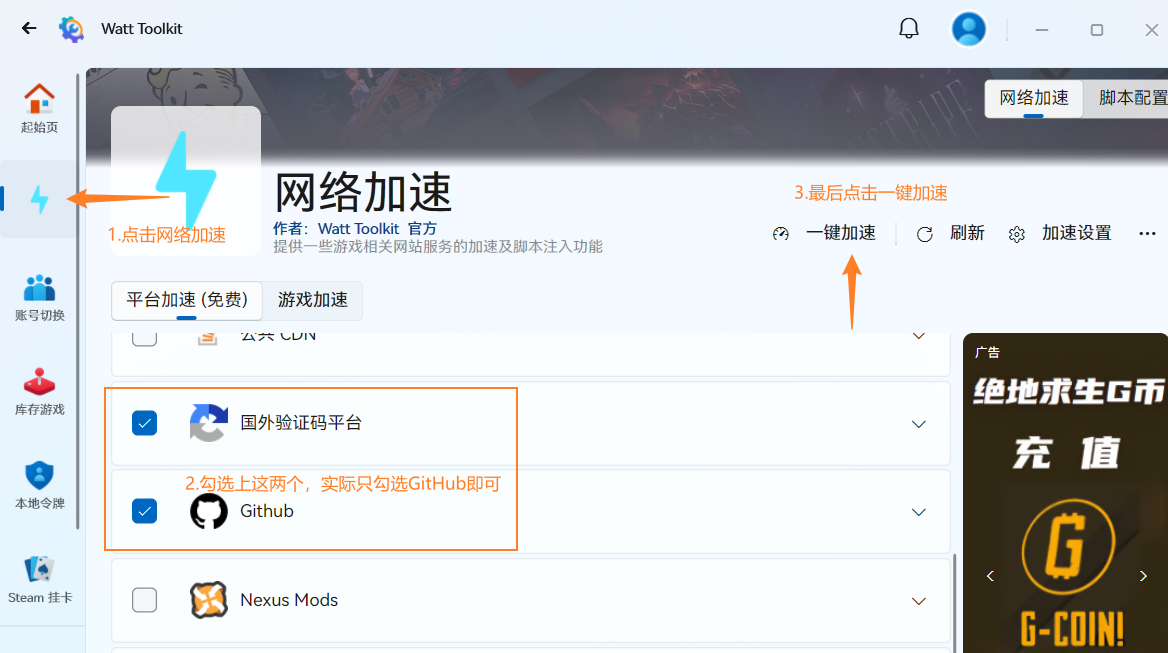 Watt Toolkit
起始页
账号切换
库存游戏
本地令牌
Steam 挂卡
网络加速
脚本配置
网络加速
作者: Watt Toolkit 官方
提供一些游戏相关网站服务的加速及脚本注入功能
1.点击网络加速
3.最后点击一键加速
一键加速
刷新
加速设置
平台加速 (免费)
游戏加速
公共 CDN
国外验证码平台
2.勾选上这两个，实际只勾选GitHub即可
Github
Nexus Mods
广告
绝地求生G币
充 值
G
G-COIN!